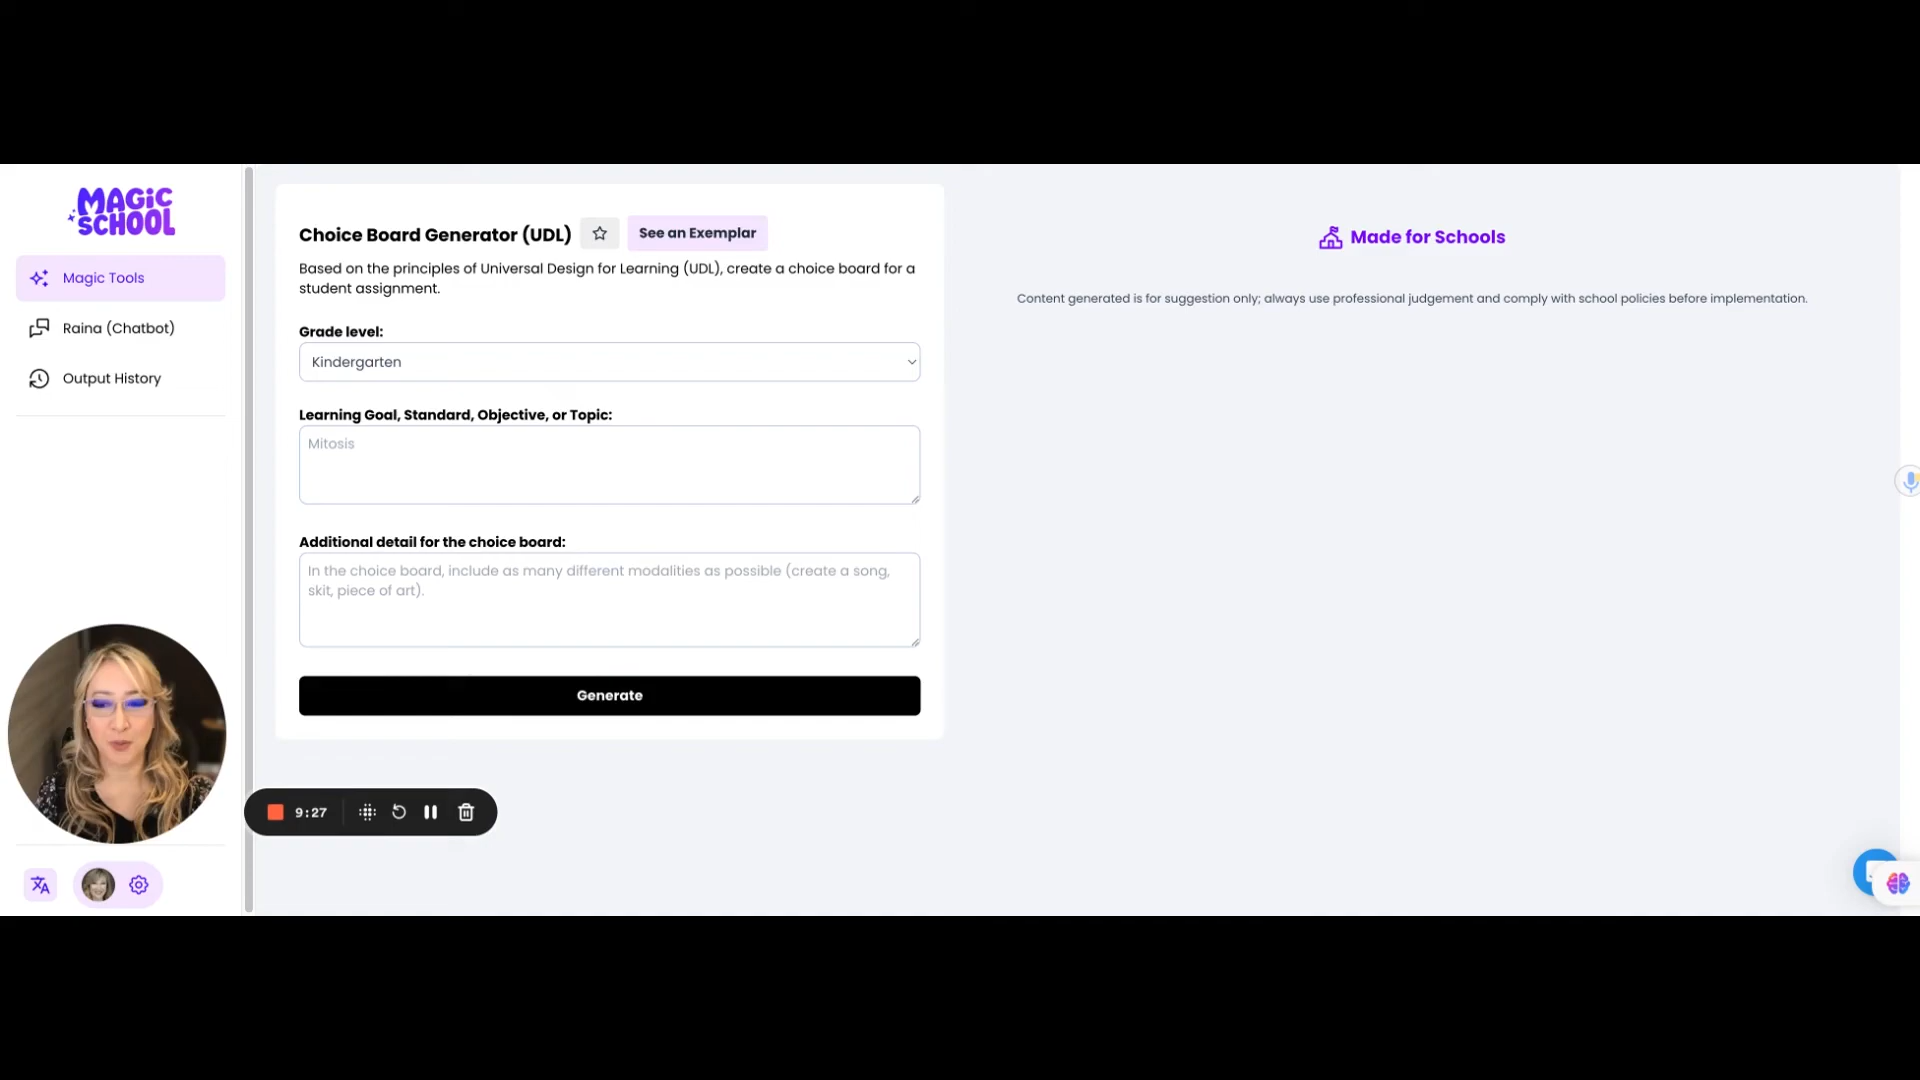 MAGiC
SCHOOL
Magic Tools
Raina (Chatbot)
Output History
Choice Board Generator (UDL)
See an Exemplar
Based on the principles of Universal Design for Learning (UDL), create a choice board for a
student assignment.
Grade level:
Kindergarten
Learning Goal, Standard, Objective, or Topic:
Mitosis
Additional detail for the choice board:
In the choice board, include as many different modalities as possible (create a song,
skit, piece of art).
Generate
9:27
Made for Schools
Content generated is for suggestion only; always use professional judgement and comply with school policies before implementation.